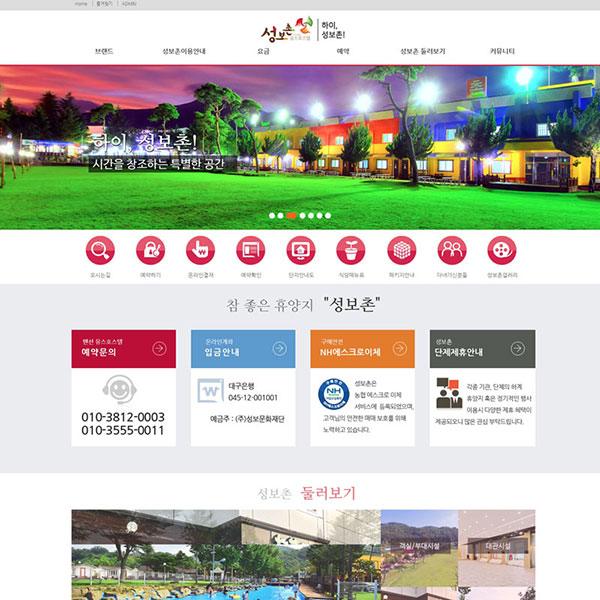 Home | 즐겨찾기 | ADMIN
성보촌
유스호스텔
하이,
성보촌!
브랜드 성보촌이용안내 요금 예약 성보촌 둘러보기 커뮤니티
하이, 성보촌!
시간을 창조하는 특별한 공간
오시는길 예약하기 온라인결제 예약확인 단지안내도 식당메뉴표 패키지안내 다녀가신분들 성보촌갤러리
참 좋은 휴양지 "성보촌"
펜션 유스호스텔
예약문의
010-3812-0003
010-3555-0011
온라인계좌
입금안내
W
대구은행
045-12-001001
예금주 : (주)성보문화재단
구매안전
NH에스크로이체
NH
성보촌은
농협 에스크로 이체
서비스에 등록되었으며,
고객님의 안전한 매매 보호를 위해
노력하고 있습니다.
성보촌
단체제휴안내
각종 기관, 단체의 하계
휴양지 혹은 정기적인 행사
이용시 다양한 제휴 혜택이
제공되오니 많은 관심 부탁드립니다.
성보촌 둘러보기
객실/부대시설
대관시설